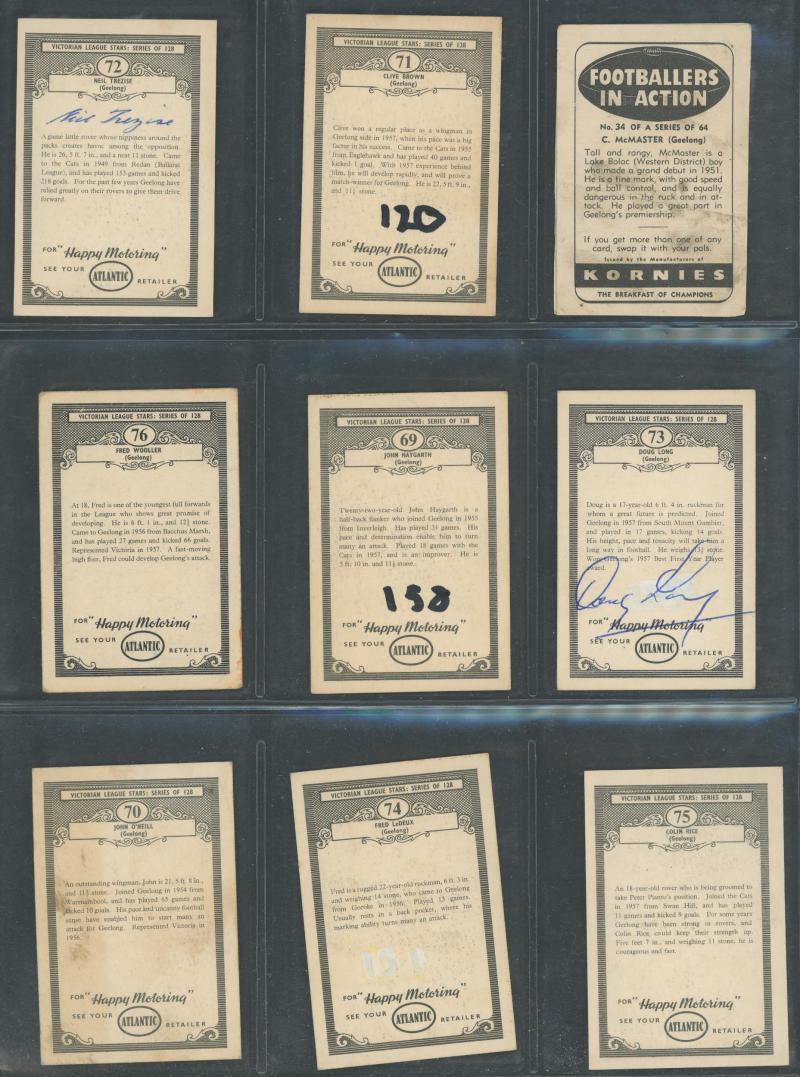 VICTORIAN LEAGUE STARS: SERIES OF 128
72
NEIL TREZISE
(Geelong)
Neil Trezise
A game little rover whose nippiness around the
packs creates havoc among the opposition.
He is 26, 5 ft. 7 in., and a neat 11 stone. Came
to the Cats in 1949 from Redan (Ballarat
League), and has played 153 games and kicked
218 goals. For the past few years Geelong have
relied greatly on their rovers to give them drive
forward.
FOR "Happy Motoring"
SEE YOUR ATLANTIC RETAILER
VICTORIAN LEAGUE STARS: SERIES OF 128
71
CLIVE BROWN
(Geelong)
Clive won a regular place as a wingman in
Geelong side in 1957, when his pace was a big
factor in his success. Came to the Cats in 1955
from Eaglehawk and has played 40 games and
kicked 1 goal. With 1957 experience behind
him, he will develop rapidly, and will prove a
match-winner for Geelong. He is 22, 5 ft. 9 in.,
and 11½ stone.
120
FOR "Happy Motoring"
SEE YOUR ATLANTIC RETAILER
FOOTBALLERS
IN ACTION
No. 34 OF A SERIES OF 64
C. McMASTER (Geelong)
Tall and rangy, McMaster is a
Lake Bolac (Western District) boy
who made a grand debut in 1951.
He is a fine mark, with good speed
and ball control, and is equally
dangerous in the ruck and in at-
tack. He played a great part in
Geelong's premiership.
If you get more than one of any
card, swap it with your pals.
Issued by the Manufacturers of
KORNIES
THE BREAKFAST OF CHAMPIONS
VICTORIAN LEAGUE STARS: SERIES OF 128
76
FRED WOOLLER
(Geelong)
At 18, Fred is one of the youngest full forwards
in the League who shows great promise of
developing. He is 6 ft. 1 in., and 12½ stone.
Came to Geelong in 1956 from Bacchus Marsh,
and has played 27 games and kicked 66 goals.
Represented Victoria in 1957. A fast-moving
high flier, Fred could develop Geelong's attack.
FOR "Happy Motoring"
SEE YOUR ATLANTIC RETAILER
VICTORIAN LEAGUE STARS: SERIES OF 128
69
JOHN HAYGARTH
(Geelong)
Twenty-two-year-old John Haygarth is a
half-back flanker who joined Geelong in 1955
from Inverleigh. Has played 31 games. His
pace and determination enable him to turn
many an attack. Played 18 games with the
Cats in 1957, and is an improver. He is
5 ft. 10 in. and 11½ stone.
158
FOR "Happy Motoring"
SEE YOUR ATLANTIC RETAILER
VICTORIAN LEAGUE STARS: SERIES OF 128
73
DOUG LONG
(Geelong)
Doug is a 17-year-old 6 ft. 4 in. ruckman for
whom a great future is predicted. Joined
Geelong in 1957 from South Mount Gambier,
and played in 17 games, kicking 14 goals.
His height, pace and tenacity will take him a
long way in football. He weighs stone.
Won Geelong's 1957 Best First Year Player
award.
Doug Long
FOR "Happy Motoring"
SEE YOUR ATLANTIC RETAILER
VICTORIAN LEAGUE STARS: SERIES OF 128
70
JOHN O'NEILL
(Geelong)
An outstanding wingman, John is 21, 5 ft. 8 in.,
and 11½ stone. Joined Geelong in 1954 from
Warrnambool, and has played 65 games and
kicked 10 goals. His pace and uncanny football
sense have enabled him to start many an
attack for Geelong. Represented Victoria in
1956.
FOR "Happy Motoring"
SEE YOUR ATLANTIC RETAILER
VICTORIAN LEAGUE STARS: SERIES OF 128
74
FRED LeDEUX
(Geelong)
Fred is a rugged 22-year-old ruckman, 6 ft. 3 in.
and weighing 14 stone, who came to Geelong
from Goroke in 1956. Played 13 games.
Usually rests in a back pocket, where his
marking ability turns many an attack.
121
FOR "Happy Motoring"
SEE YOUR ATLANTIC RETAILER
VICTORIAN LEAGUE STARS: SERIES OF 128
75
COLIN RICE
(Geelong)
An 18-year-old rover who is being groomed to
take Peter Pianto's position. Joined the Cats
in 1957 from Swan Hill, and has played
11 games and kicked 9 goals. For some years
Geelong have been strong in rovers, and
Colin Rice could keep their strength up.
Five feet 7 in., and weighing 11 stone, he is
courageous and fast.
FOR "Happy Motoring"
SEE YOUR ATLANTIC RETAILER